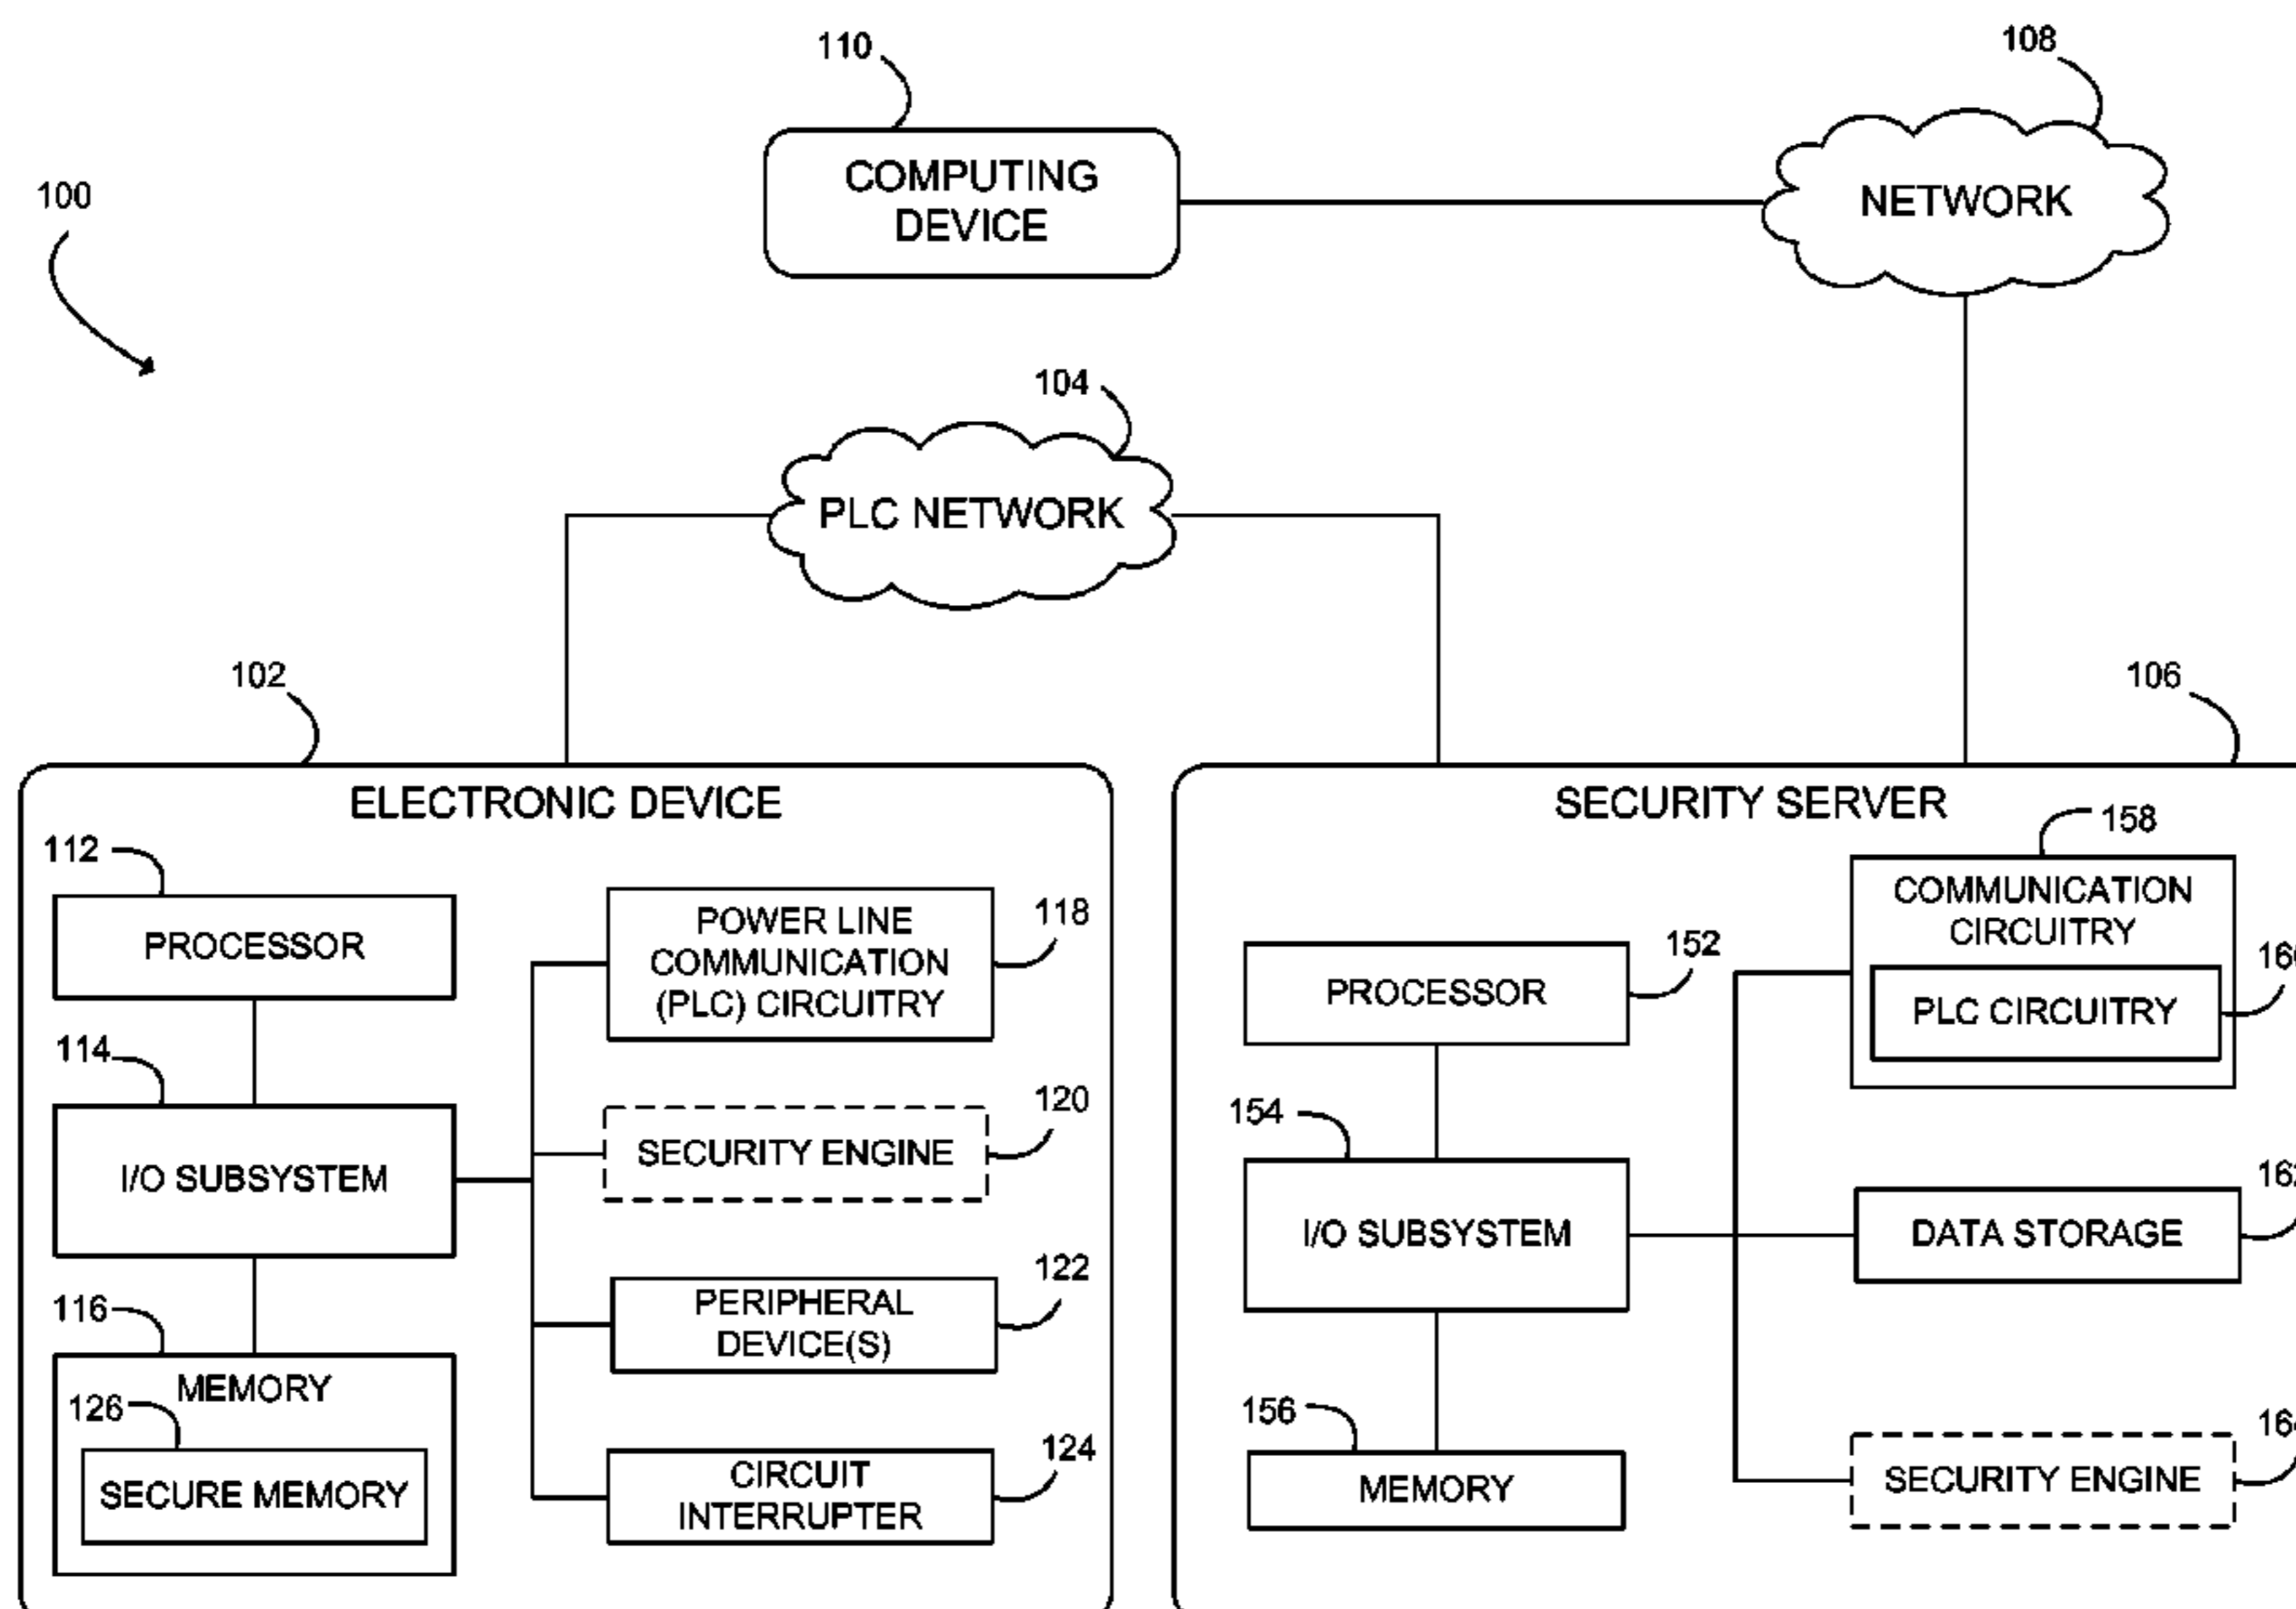 110
108
COMPUTING
DEVICE
NETWORK
100
104
PLC NETWORK
102
106
ELECTRONIC DEVICE
112
PROCESSOR
114
I/O SUBSYSTEM
116
MEMORY
126
SECURE MEMORY
POWER LINE
COMMUNICATION
(PLC) CIRCUITRY
118
SECURITY ENGINE
120
PERIPHERAL
DEVICE(S)
122
CIRCUIT
INTERRUPTER
124
SECURITY SERVER
152
PROCESSOR
154
I/O SUBSYSTEM
156
MEMORY
158
COMMUNICATION
CIRCUITRY
PLC CIRCUITRY
DATA STORAGE
SECURITY ENGINE